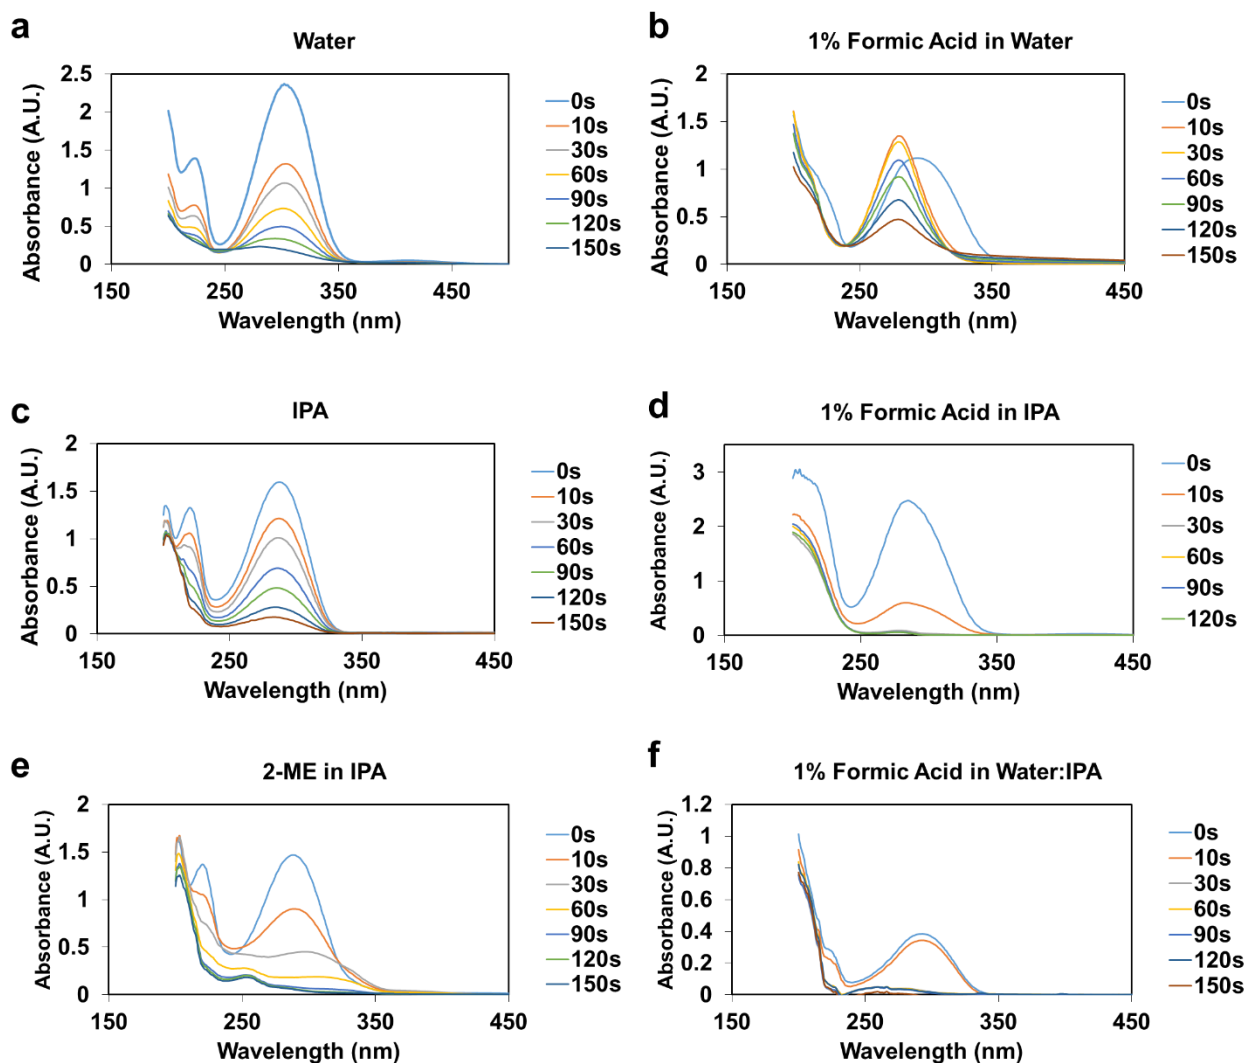 a
Water
Absorbance (A.U.)
2.5
2
1.5
1
0.5
0
150
250
350
450
Wavelength (nm)
0s
10s
30s
60s
90s
120s
150s
b
1% Formic Acid in Water
Absorbance (A.U.)
2
1.5
1
0.5
0
150
250
350
450
Wavelength (nm)
0s
10s
30s
60s
90s
120s
150s
c
IPA
Absorbance (A.U.)
2
1.5
1
0.5
0
150
250
350
450
Wavelength (nm)
0s
10s
30s
60s
90s
120s
150s
d
1% Formic Acid in IPA
Absorbance (A.U.)
3
2
1
0
150
250
350
450
Wavelength (nm)
0s
10s
30s
60s
90s
120s
e
2-ME in IPA
Absorbance (A.U.)
2
1.5
1
0.5
0
150
250
350
450
Wavelength (nm)
0s
10s
30s
60s
90s
120s
150s
f
1% Formic Acid in Water:IPA
Absorbance (A.U.)
1.2
1
0.8
0.6
0.4
0.2
0
150
250
350
450
Wavelength (nm)
0s
10s
30s
60s
90s
120s
150s